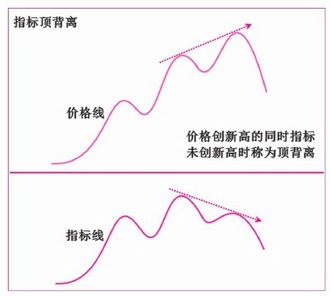 指标顶背离
价格线
价格创新高的同时指标
未创新高时称为顶背离
指标线